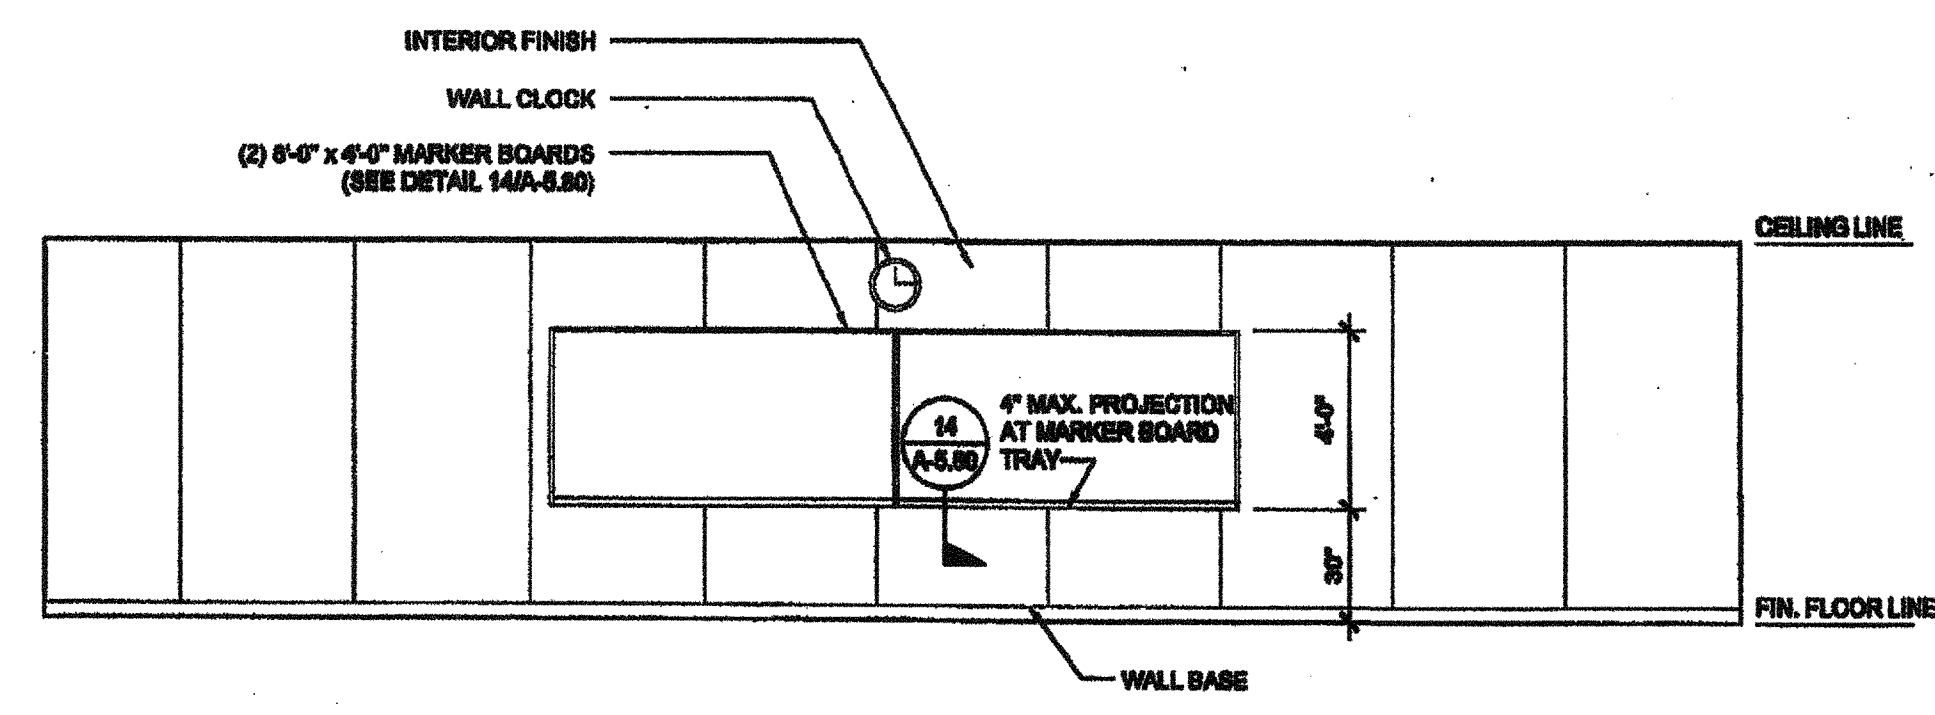 INTERIOR FINISH
WALL CLOCK
(2) 8'-0" x 4'-0" MARKER BOARDS
(SEE DETAIL 14/A-5.80)
CEILING LINE
4" MAX. PROJECTION
AT MARKER BOARD
TRAY
14
A-5.80
4'-0"
30"
FIN. FLOOR LINE
WALL BASE